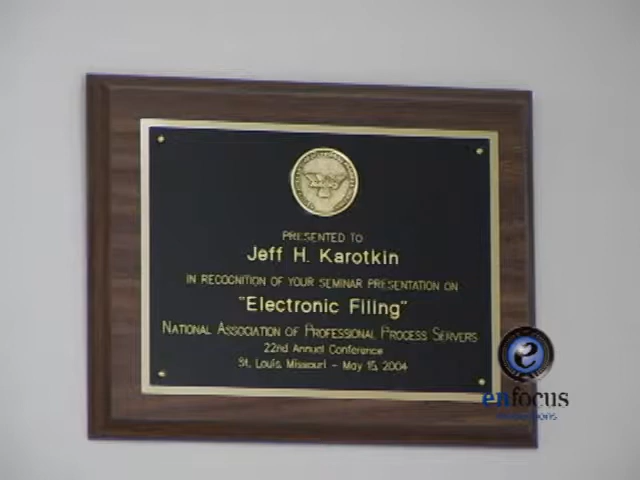 PRESENTED TO
Jeff H. Karotkin
IN RECOGNITION OF YOUR SEMINAR PRESENTATION ON
"Electronic Filing"
NATIONAL ASSOCIATION OF PROFESSIONAL PROCESS SERVERS
22nd Annual Conference
St. Louis, Missouri - May 15, 2004
enfocus